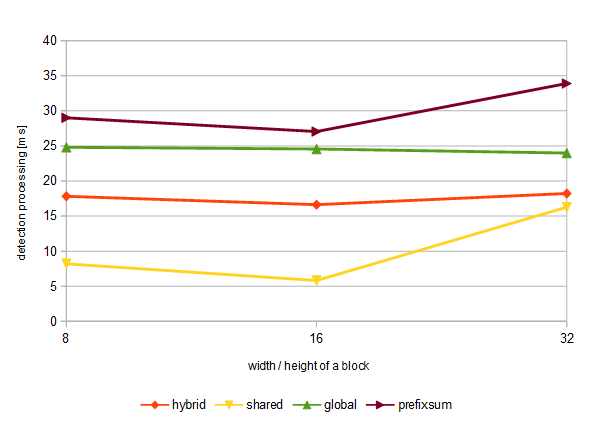 40
35
30
25
20
15
10
5
0
detection processing [ms]
8 16 32
width / height of a block
hybrid shared global prefixsum